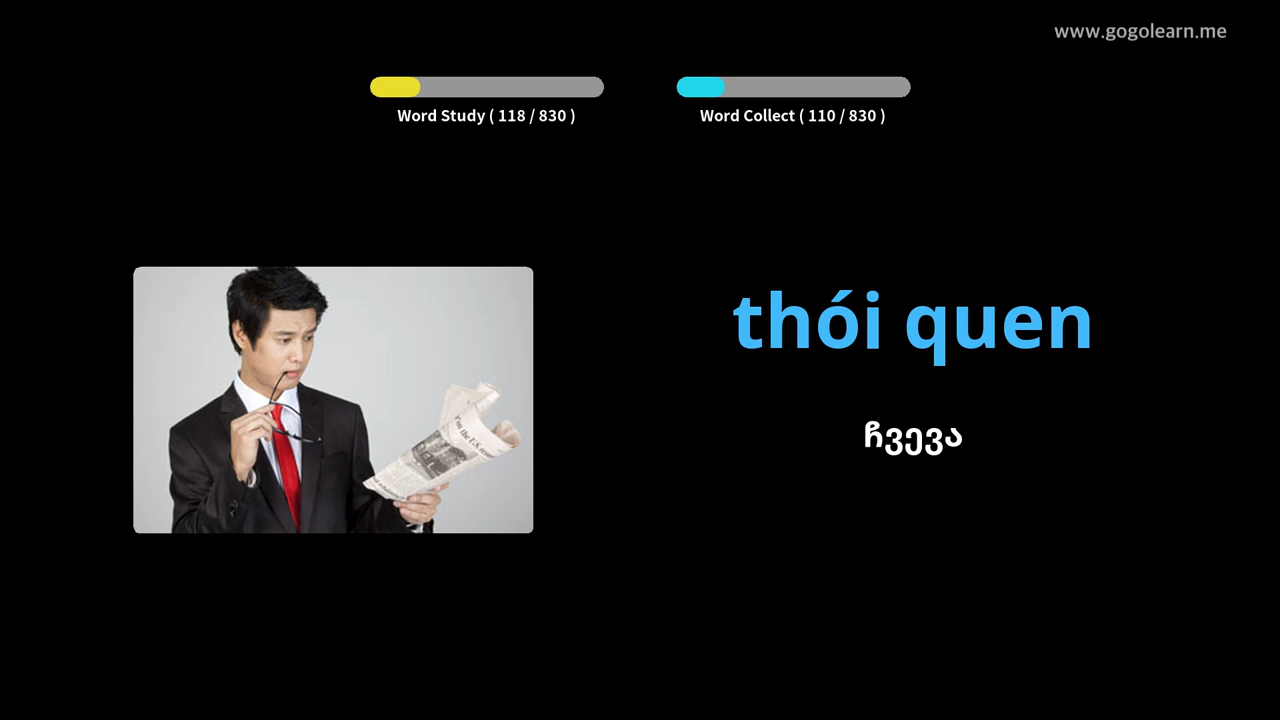 www.gogolearn.me
Word Study ( 118 / 830 )
Word Collect ( 110 / 830 )
thói quen
ჩვევა